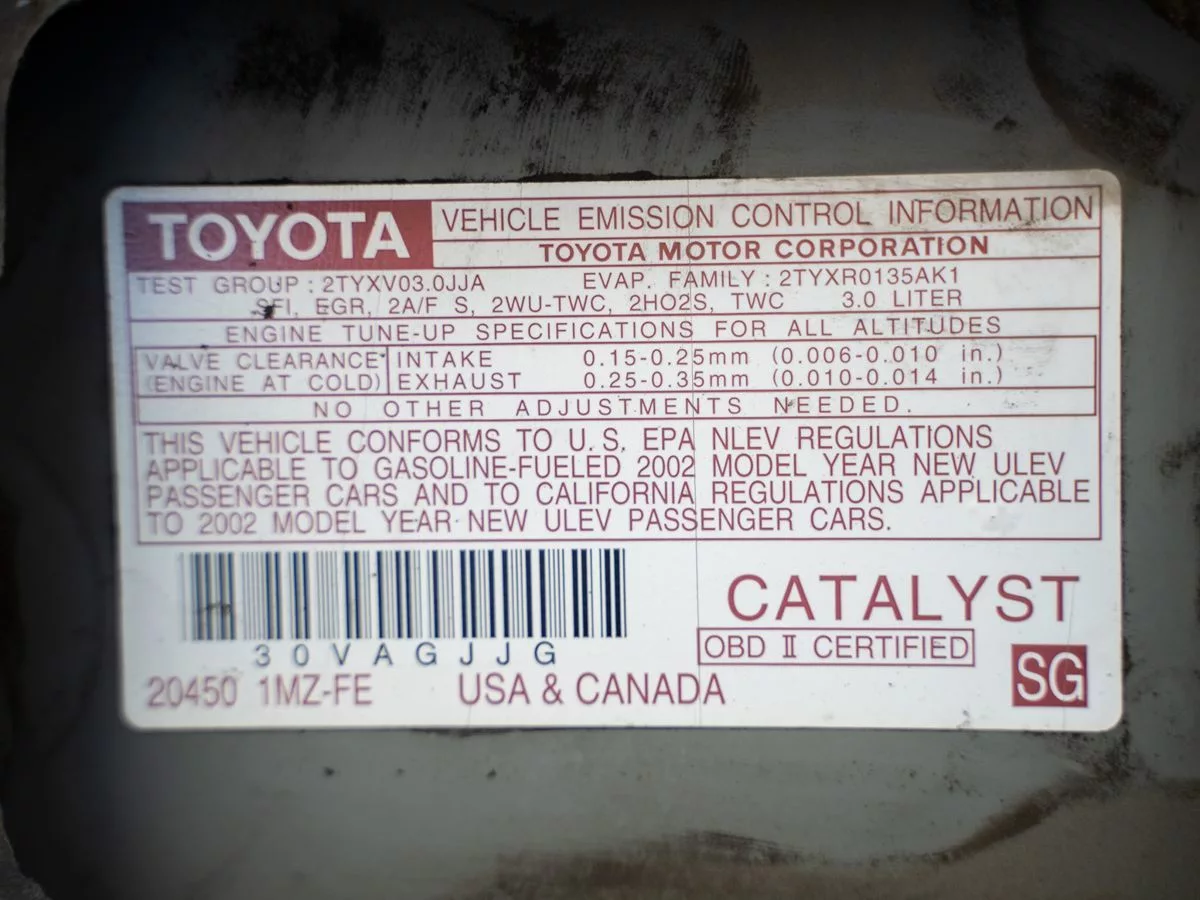 TOYOTA
VEHICLE EMISSION CONTROL INFORMATION
TOYOTA MOTOR CORPORATION
TEST GROUP : 2TYXV03.0JJA EVAP. FAMILY : 2TYXR0135AK1
SFI, EGR, 2A/F S, 2WU-TWC, 2HO2S, TWC 3.0 LITER
ENGINE TUNE-UP SPECIFICATIONS FOR ALL ALTITUDES
VALVE CLEARANCE INTAKE 0.15-0.25mm (0.006-0.010 in.)
(ENGINE AT COLD) EXHAUST 0.25-0.35mm (0.010-0.014 in.)
NO OTHER ADJUSTMENTS NEEDED.
THIS VEHICLE CONFORMS TO U.S. EPA NLEV REGULATIONS
APPLICABLE TO GASOLINE-FUELED 2002 MODEL YEAR NEW ULEV
PASSENGER CARS AND TO CALIFORNIA REGULATIONS APPLICABLE
TO 2002 MODEL YEAR NEW ULEV PASSENGER CARS.
CATALYST
OBD II CERTIFIED
30VAGJJG
SG
20450 1MZ-FE USA & CANADA